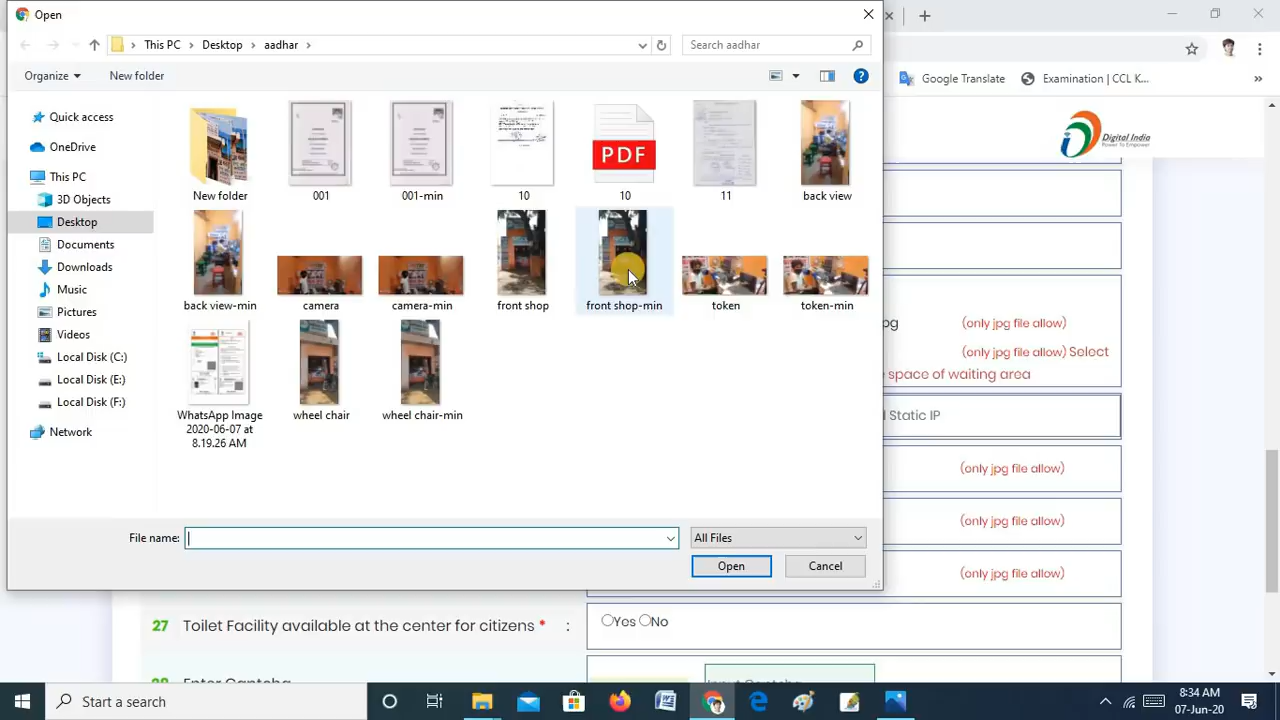 Open
This PC
Desktop
aadhar
Search aadhar
Organize
New folder
Google Translate
Examination | CCL K...
Quick access
OneDrive
This PC
3D Objects
Desktop
Documents
Downloads
Music
Pictures
Videos
Local Disk (C:)
Local Disk (E:)
Local Disk (F:)
Network
PDF
New folder
001
001-min
10
10
11
back view
back view-min
camera
camera-min
front shop
front shop-min
token
token-min
WhatsApp Image
2020-06-07 at
8.19.26 AM
wheel chair
wheel chair-min
Digital India
Power To Empower
pg (only jpg file allow)
(only jpg file allow) Select
e space of waiting area
d Static IP
(only jpg file allow)
(only jpg file allow)
(only jpg file allow)
File name:
All Files
Open
Cancel
27 Toilet Facility available at the center for citizens * :
Yes No
Enter Captcha
Input Captcha
Start a search
8:34 AM
07-Jun-20